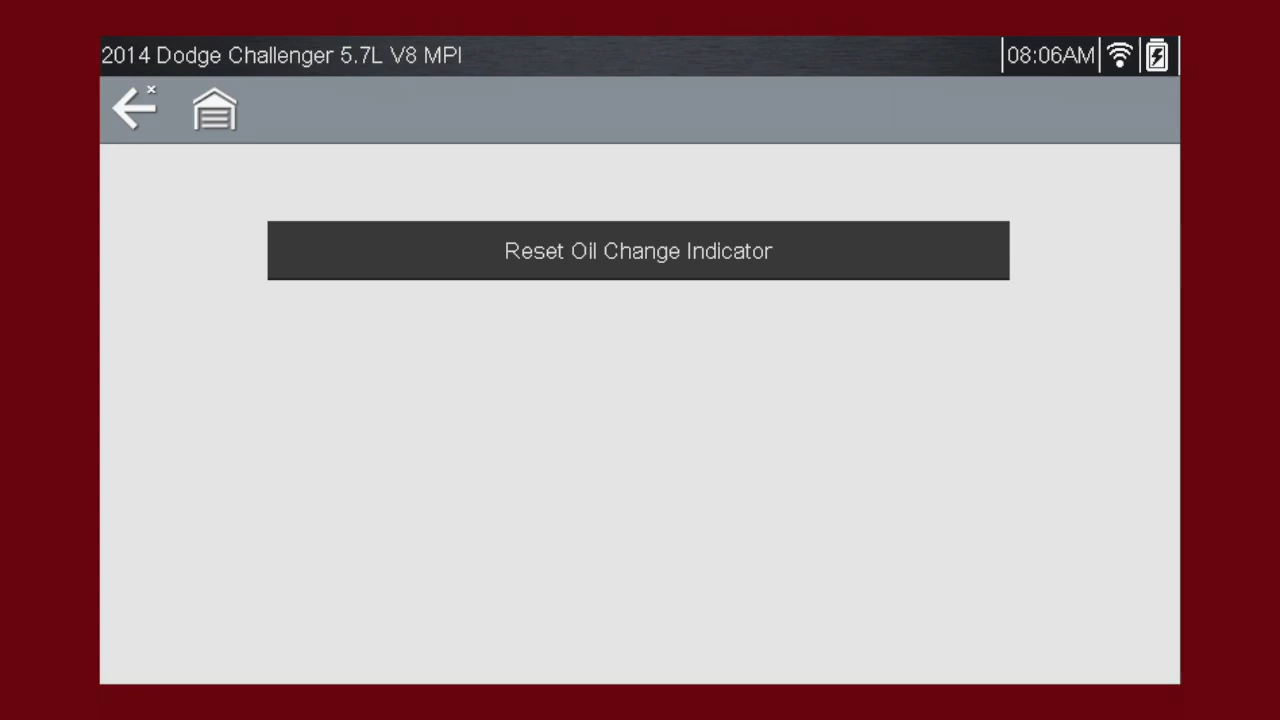 2014 Dodge Challenger 5.7L V8 MPI 08:06AM
Reset Oil Change Indicator